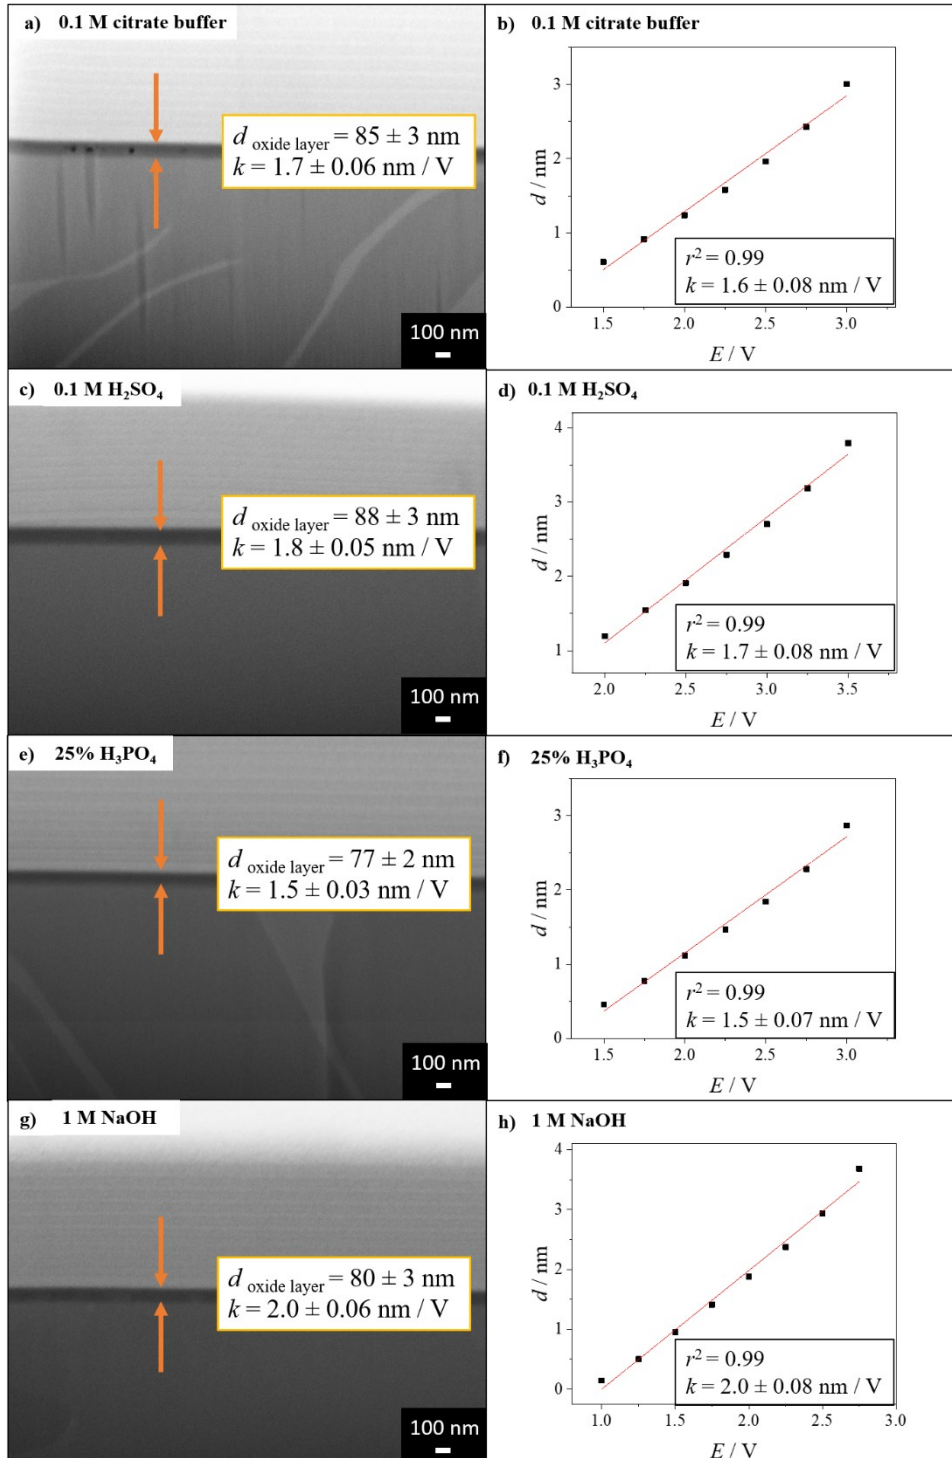 a) 0.1 M citrate buffer
d oxide layer = 85 ± 3 nm
k = 1.7 ± 0.06 nm / V
100 nm
b) 0.1 M citrate buffer
3
2
1
0
d / nm
r² = 0.99
k = 1.6 ± 0.08 nm / V
1.5 2.0 2.5 3.0
E / V
c) 0.1 M H₂SO₄
d oxide layer = 88 ± 3 nm
k = 1.8 ± 0.05 nm / V
100 nm
d) 0.1 M H₂SO₄
4
3
2
1
d / nm
r² = 0.99
k = 1.7 ± 0.08 nm / V
2.0 2.5 3.0 3.5
E / V
e) 25% H₃PO₄
d oxide layer = 77 ± 2 nm
k = 1.5 ± 0.03 nm / V
100 nm
f) 25% H₃PO₄
3
2
1
0
d / nm
r² = 0.99
k = 1.5 ± 0.07 nm / V
1.5 2.0 2.5 3.0
E / V
g) 1 M NaOH
d oxide layer = 80 ± 3 nm
k = 2.0 ± 0.06 nm / V
100 nm
h) 1 M NaOH
4
3
2
1
0
d / nm
r² = 0.99
k = 2.0 ± 0.08 nm / V
1.0 1.5 2.0 2.5 3.0
E / V